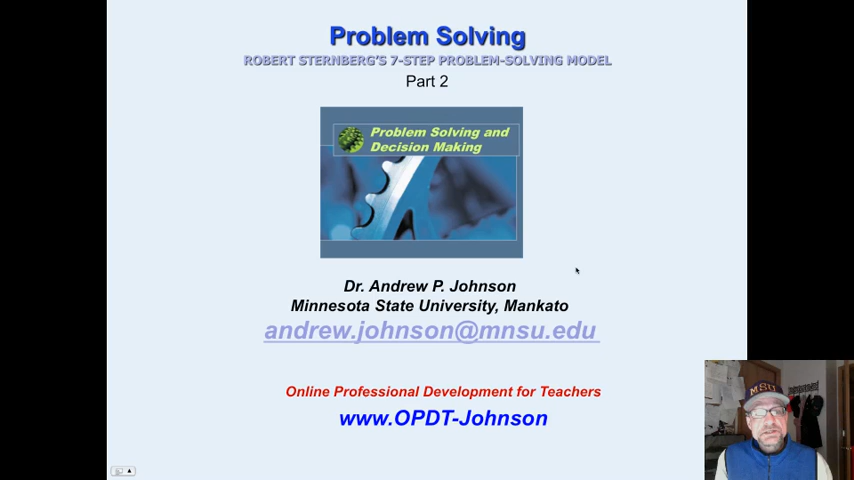 Problem Solving
ROBERT STERNBERG'S 7-STEP PROBLEM-SOLVING MODEL
Part 2
Problem Solving and
Decision Making
Dr. Andrew P. Johnson
Minnesota State University, Mankato
andrew.johnson@mnsu.edu
Online Professional Development for Teachers
www.OPDT-Johnson
MSU